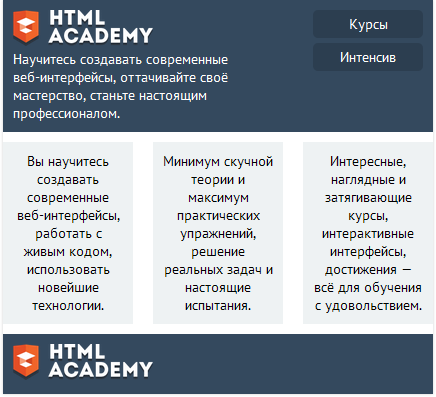 HTML
ACADEMY
Научитесь создавать современные
веб-интерфейсы, оттачивайте своё
мастерство, станьте настоящим
профессионалом.
Курсы
Интенсив
Вы научитесь
создавать
современные
веб-интерфейсы,
работать с
живым кодом,
использовать
новейшие
технологии.
Минимум скучной
теории и
максимум
практических
упражнений,
решение
реальных задач и
настоящие
испытания.
Интересные,
наглядные и
затягивающие
курсы,
интерактивные
интерфейсы,
достижения —
всё для обучения
с удовольствием.
HTML
ACADEMY